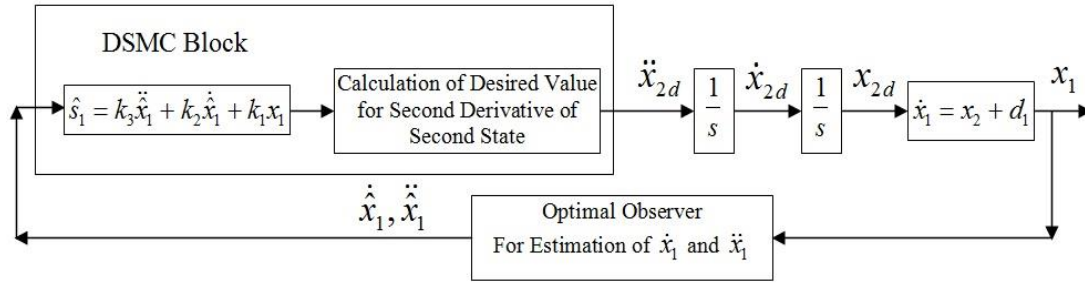 DSMC Block
ŝ₁ = k₃x̂̈₁ + k₂x̂̇₁ + k₁x₁
Calculation of Desired Value
for Second Derivative of
Second State
ẍ₂d
1/s
ẋ₂d
1/s
x₂d
ẋ₁ = x₂ + d₁
x₁
x̂̇₁, x̂̈₁
Optimal Observer
For Estimation of ẋ₁ and ẍ₁